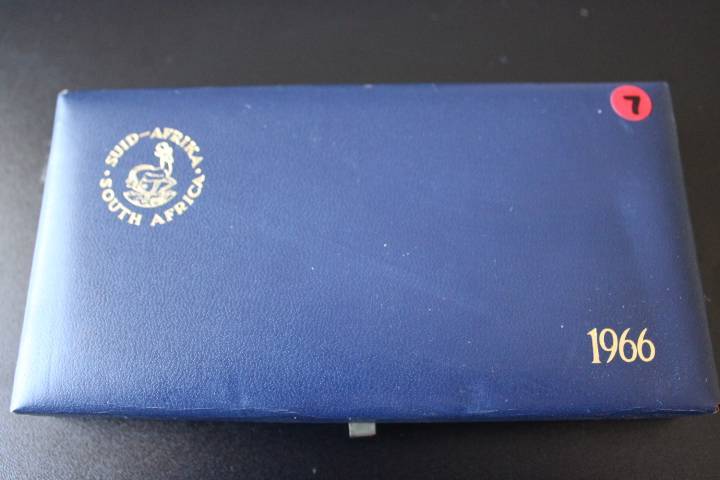 SUID-AFRIKA · SOUTH AFRICA ·
7
1966